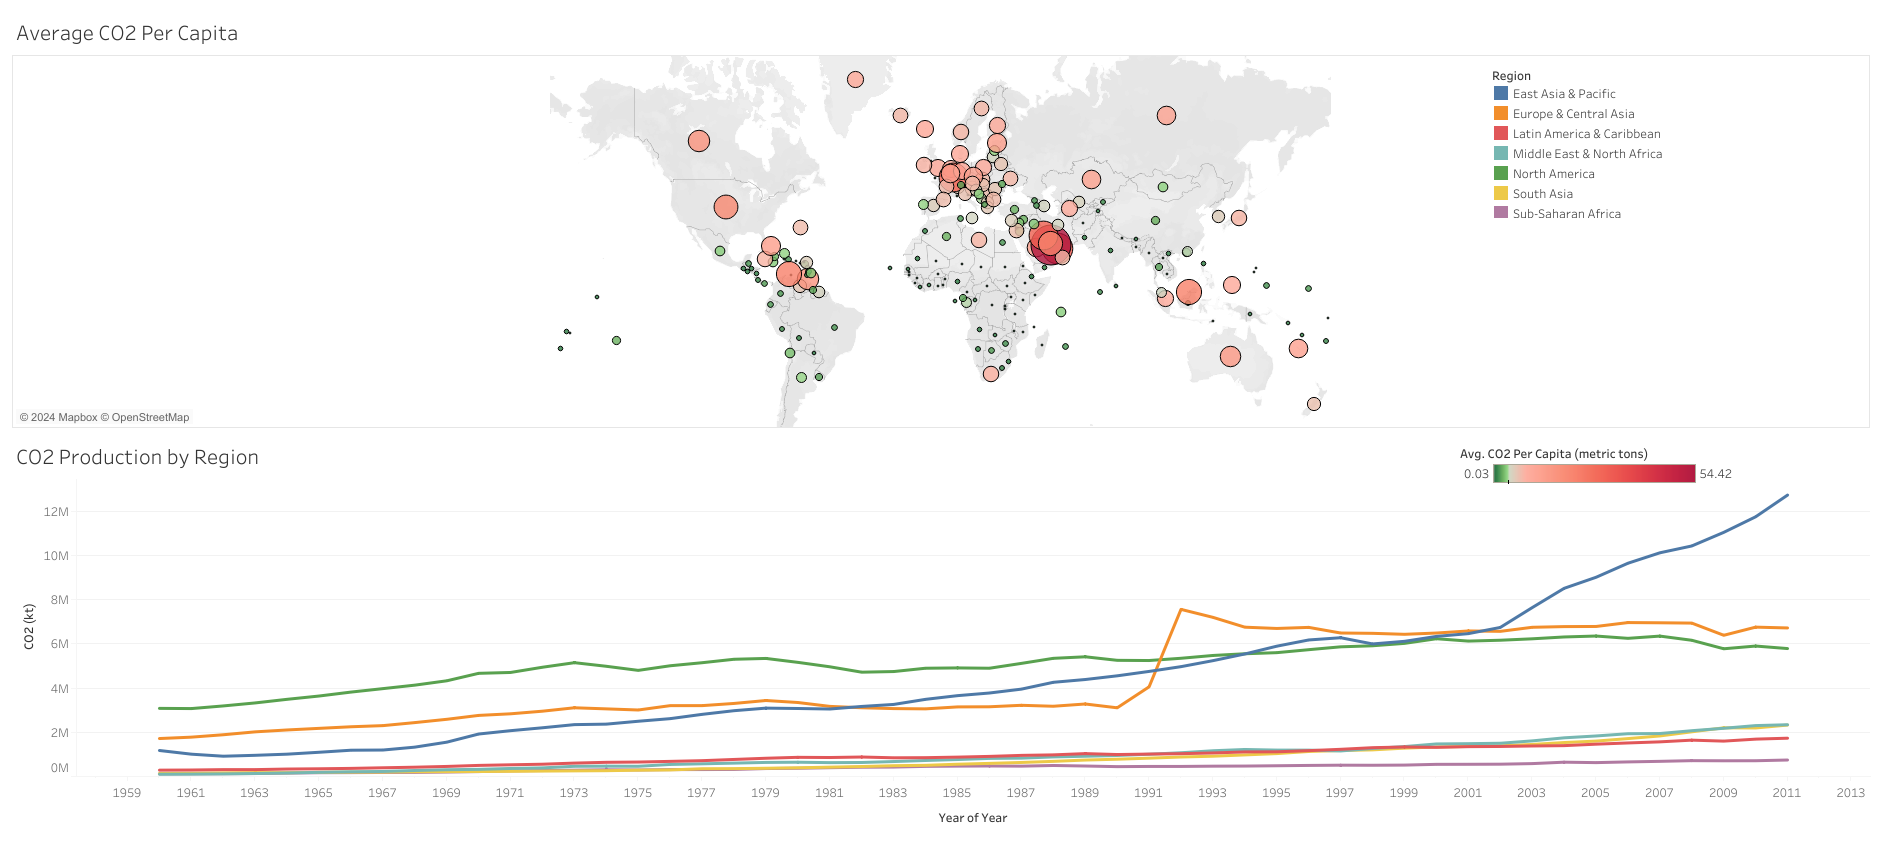 Average CO2 Per Capita
Region
East Asia & Pacific
Europe & Central Asia
Latin America & Caribbean
Middle East & North Africa
North America
South Asia
Sub-Saharan Africa
© 2024 Mapbox © OpenStreetMap
CO2 Production by Region
Avg. CO2 Per Capita (metric tons)
0.03 54.42
12M
10M
8M
6M
4M
2M
0M
CO2 (kt)
1959 1961 1963 1965 1967 1969 1971 1973 1975 1977 1979 1981 1983 1985 1987 1989 1991 1993 1995 1997 1999 2001 2003 2005 2007 2009 2011 2013
Year of Year